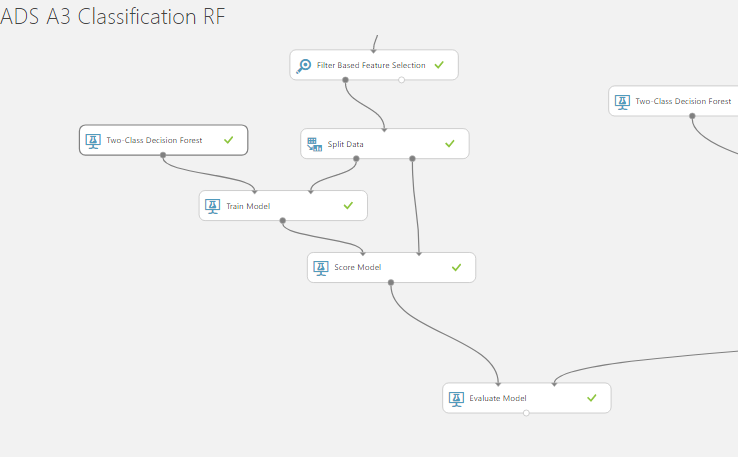 ADS A3 Classification RF
Filter Based Feature Selection
Two-Class Decision Forest
Two-Class Decision Forest
Split Data
Train Model
Score Model
Evaluate Model